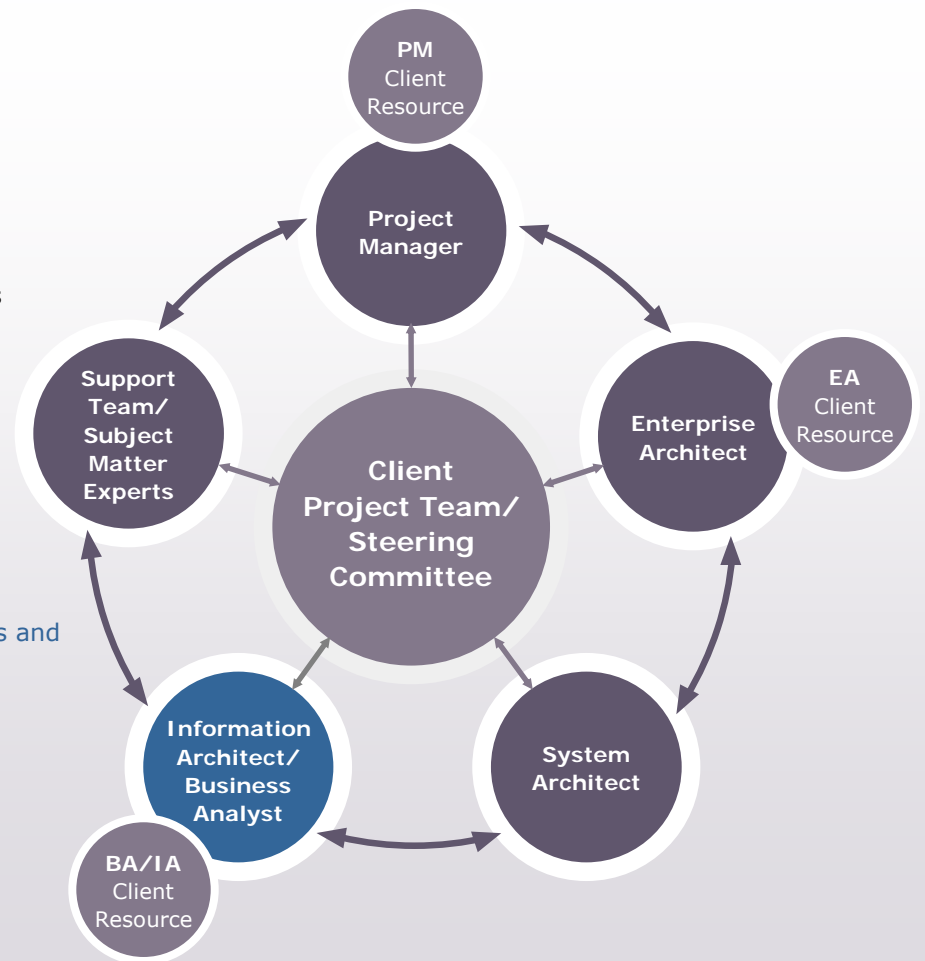 PM
Client
Resource
Project
Manager
s
Support
Team/
Subject
Matter
Experts
EA
Client
Resource
Enterprise
Architect
Client
Project Team/
Steering
Committee
s and
Information
Architect/
Business
Analyst
System
Architect
BA/IA
Client
Resource